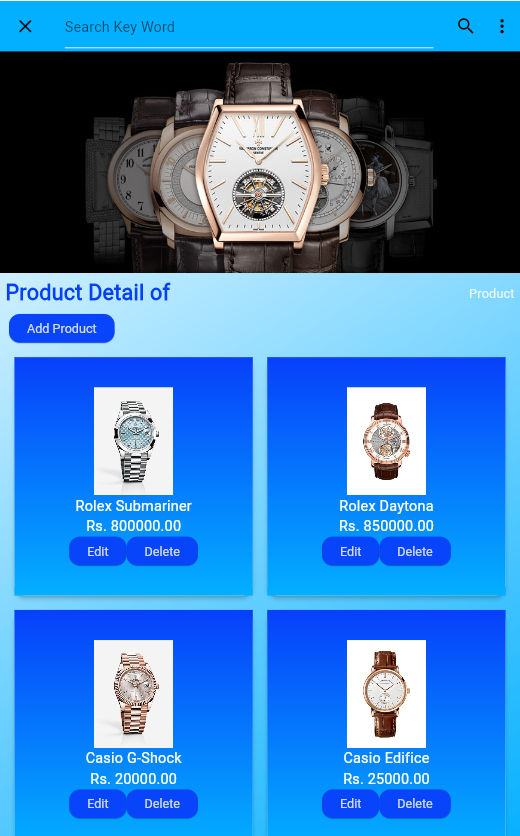 Search Key Word
Product Detail of
Product
Add Product
Rolex Submariner
Rs. 800000.00
Edit
Delete
Rolex Daytona
Rs. 850000.00
Edit
Delete
Casio G-Shock
Rs. 20000.00
Edit
Delete
Casio Edifice
Rs. 25000.00
Edit
Delete